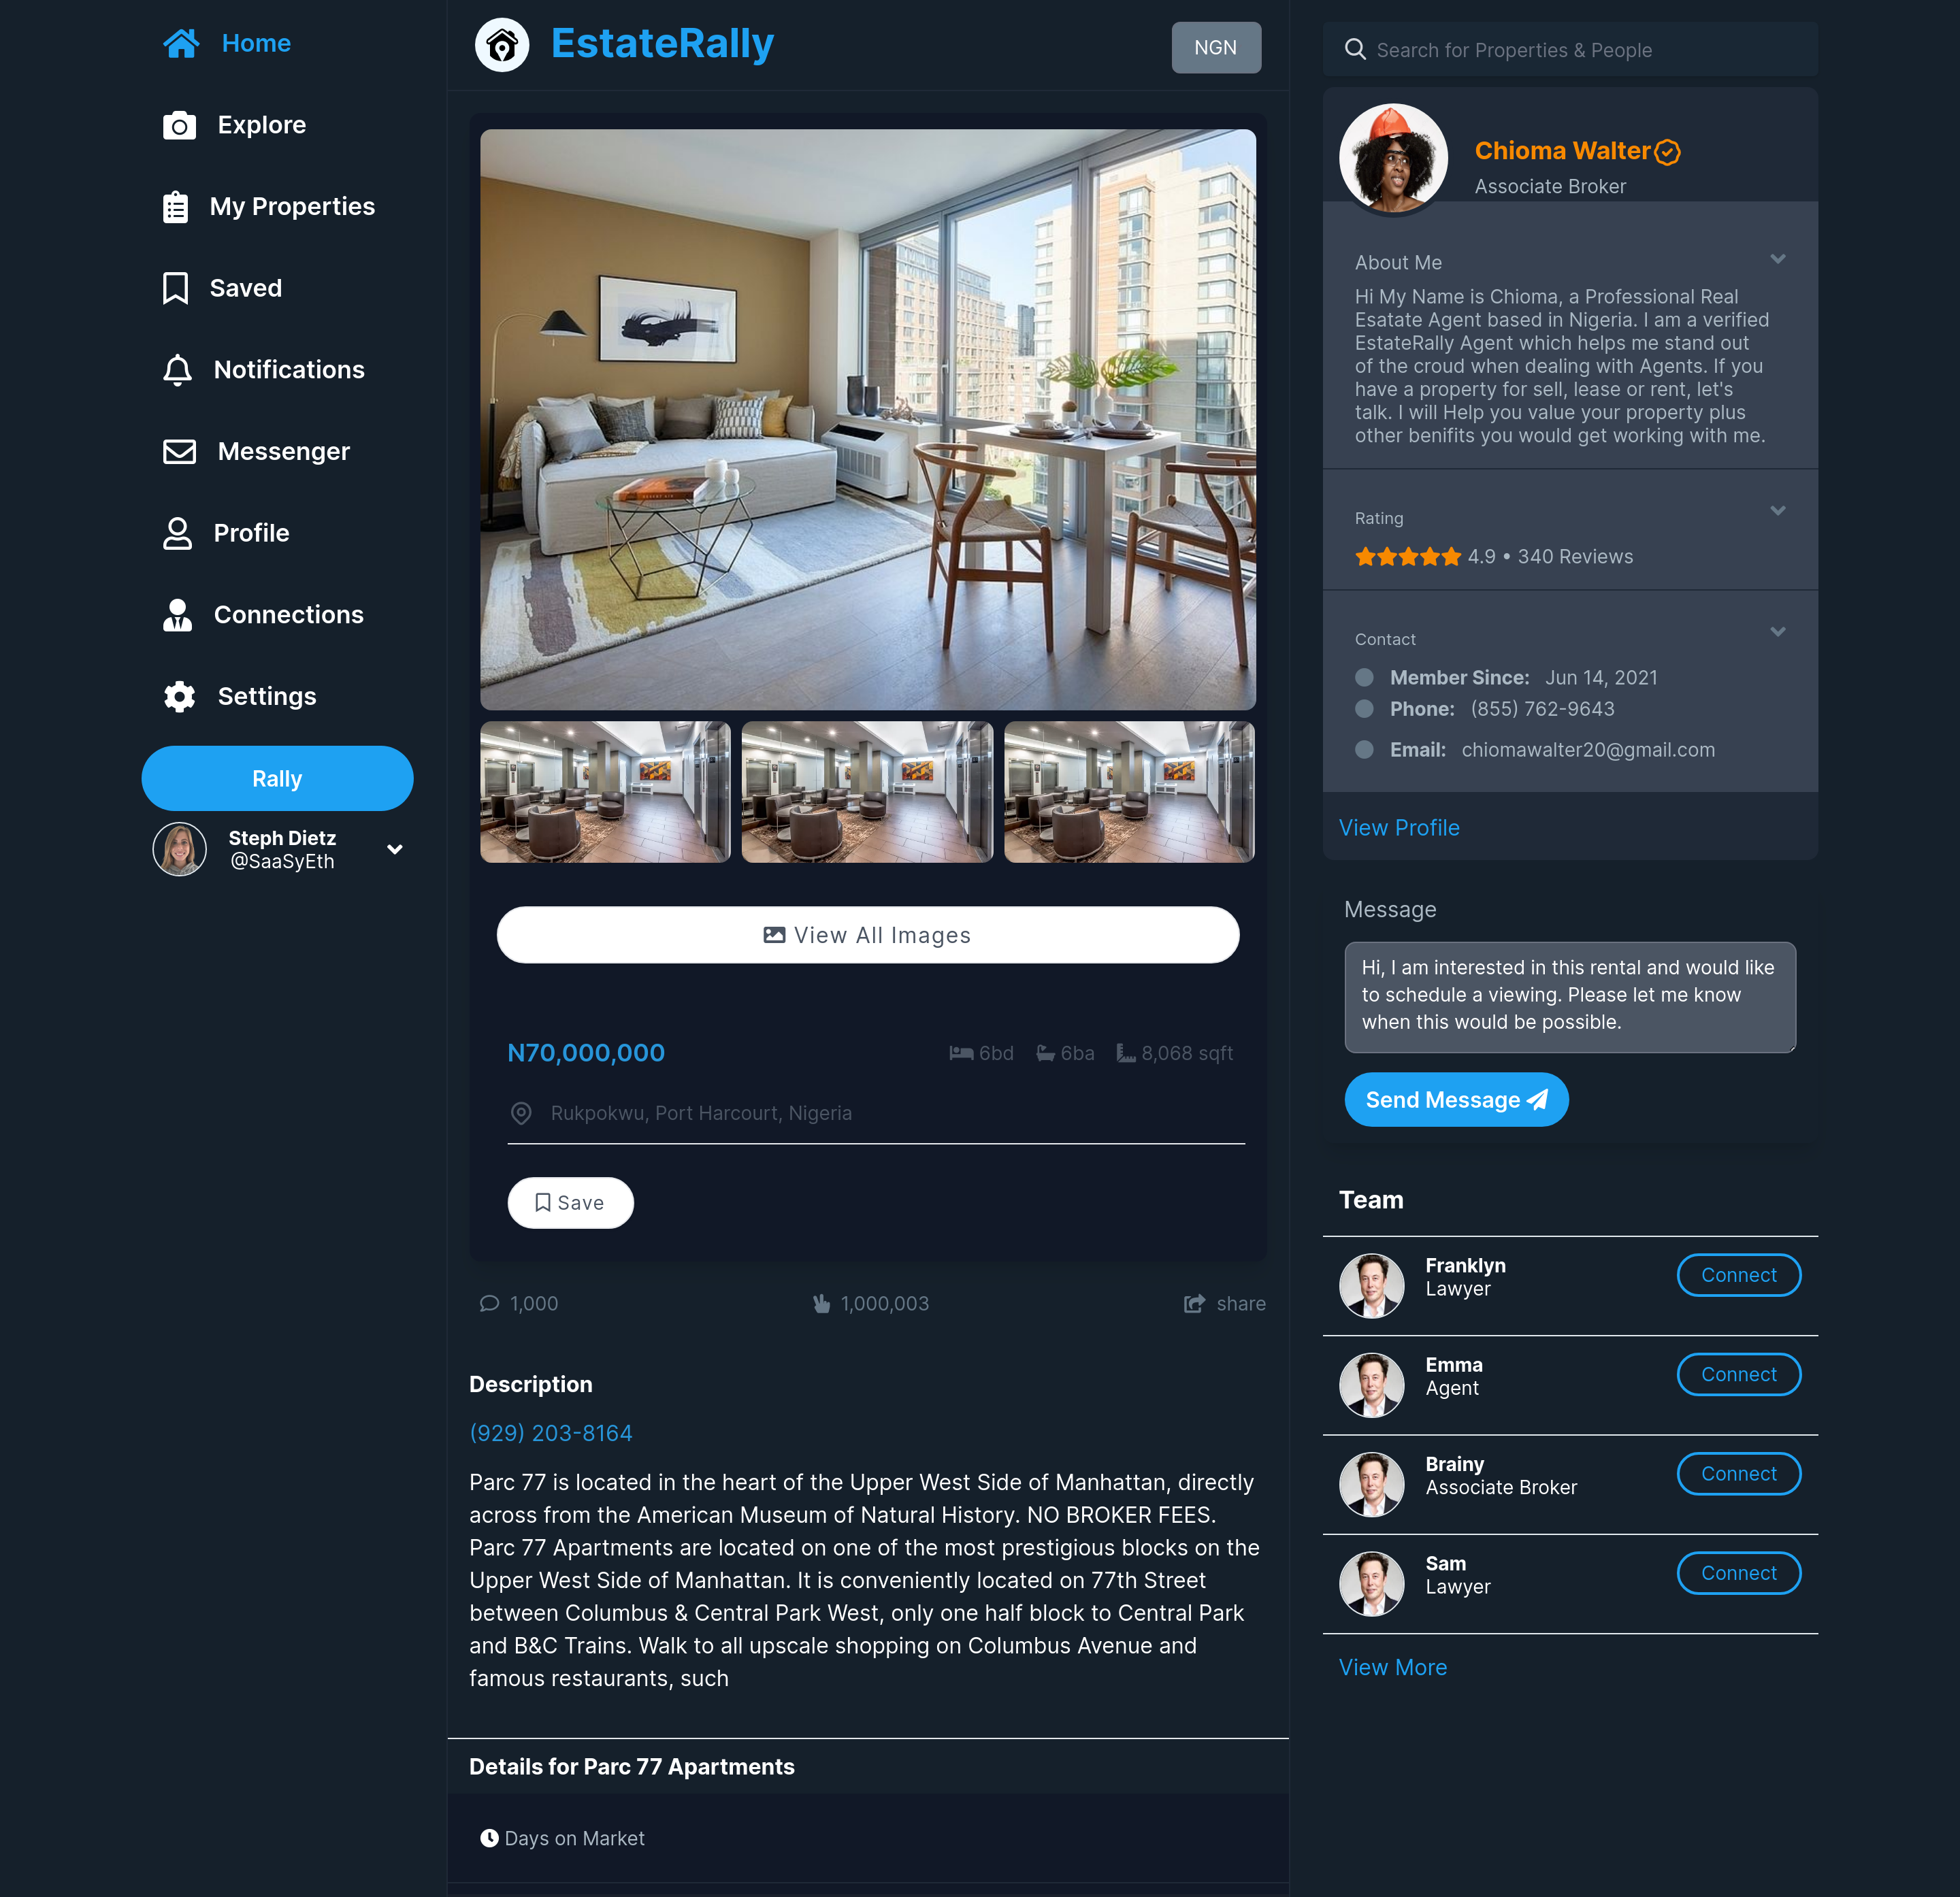 Home
Explore
My Properties
Saved
Notifications
Messenger
Profile
Connections
Settings
Rally
Steph Dietz
@SaaSyEth
EstateRally
NGN
View All Images
N70,000,000
6bd
6ba
8,068 sqft
Rukpokwu, Port Harcourt, Nigeria
Save
1,000
1,000,003
share
Description
(929) 203-8164
Parc 77 is located in the heart of the Upper West Side of Manhattan, directly
across from the American Museum of Natural History. NO BROKER FEES.
Parc 77 Apartments are located on one of the most prestigious blocks on the
Upper West Side of Manhattan. It is conveniently located on 77th Street
between Columbus & Central Park West, only one half block to Central Park
and B&C Trains. Walk to all upscale shopping on Columbus Avenue and
famous restaurants, such
Details for Parc 77 Apartments
Days on Market
Search for Properties & People
Chioma Walter
Associate Broker
About Me
Hi My Name is Chioma, a Professional Real
Esatate Agent based in Nigeria. I am a verified
EstateRally Agent which helps me stand out
of the croud when dealing with Agents. If you
have a property for sell, lease or rent, let's
talk. I will Help you value your property plus
other benifits you would get working with me.
Rating
4.9 • 340 Reviews
Contact
Member Since: Jun 14, 2021
Phone: (855) 762-9643
Email: chiomawalter20@gmail.com
View Profile
Message
Hi, I am interested in this rental and would like
to schedule a viewing. Please let me know
when this would be possible.
Send Message
Team
Franklyn
Lawyer
Connect
Emma
Agent
Connect
Brainy
Associate Broker
Connect
Sam
Lawyer
Connect
View More